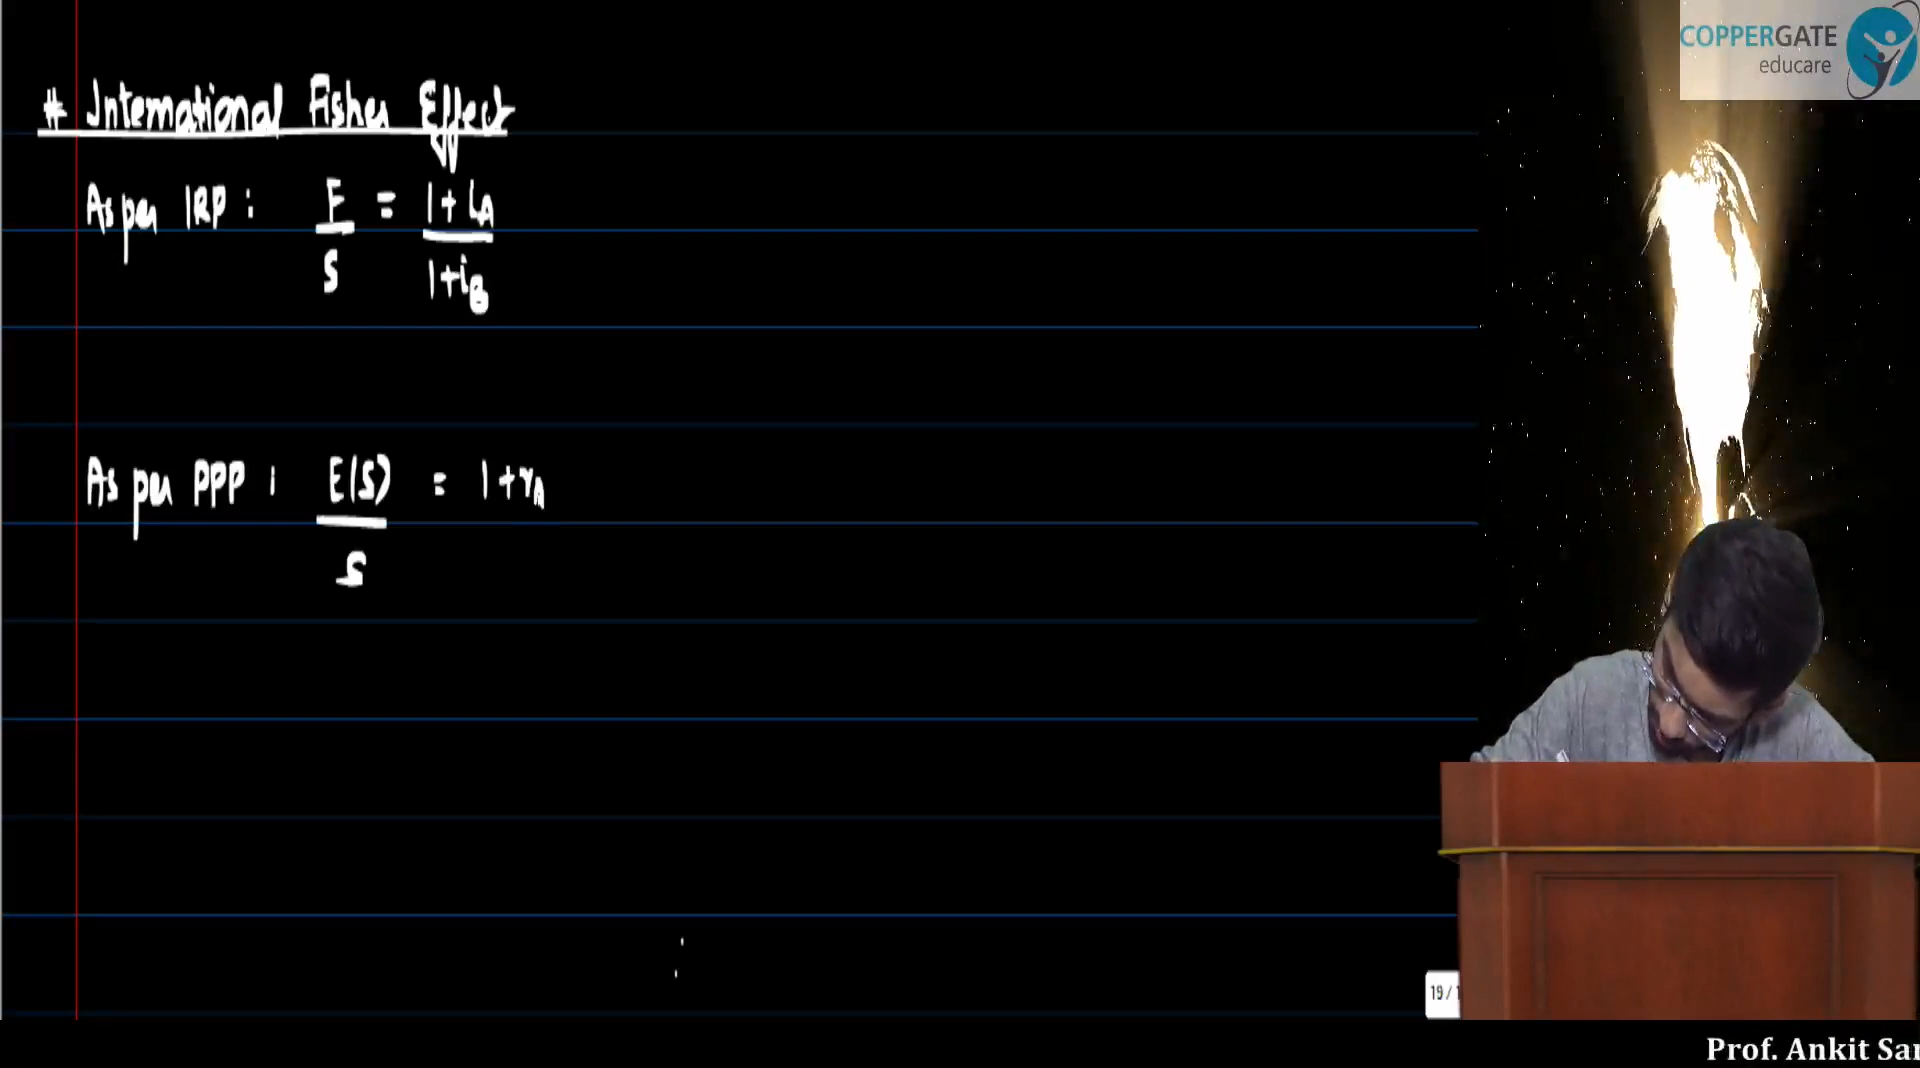 COPPERGATE
educare
# International Fisher Effect
As per IRP : F/S = 1+iA/1+iB
As per PPP : E(S)/S = 1+rA
19/1
Prof. Ankit Sar